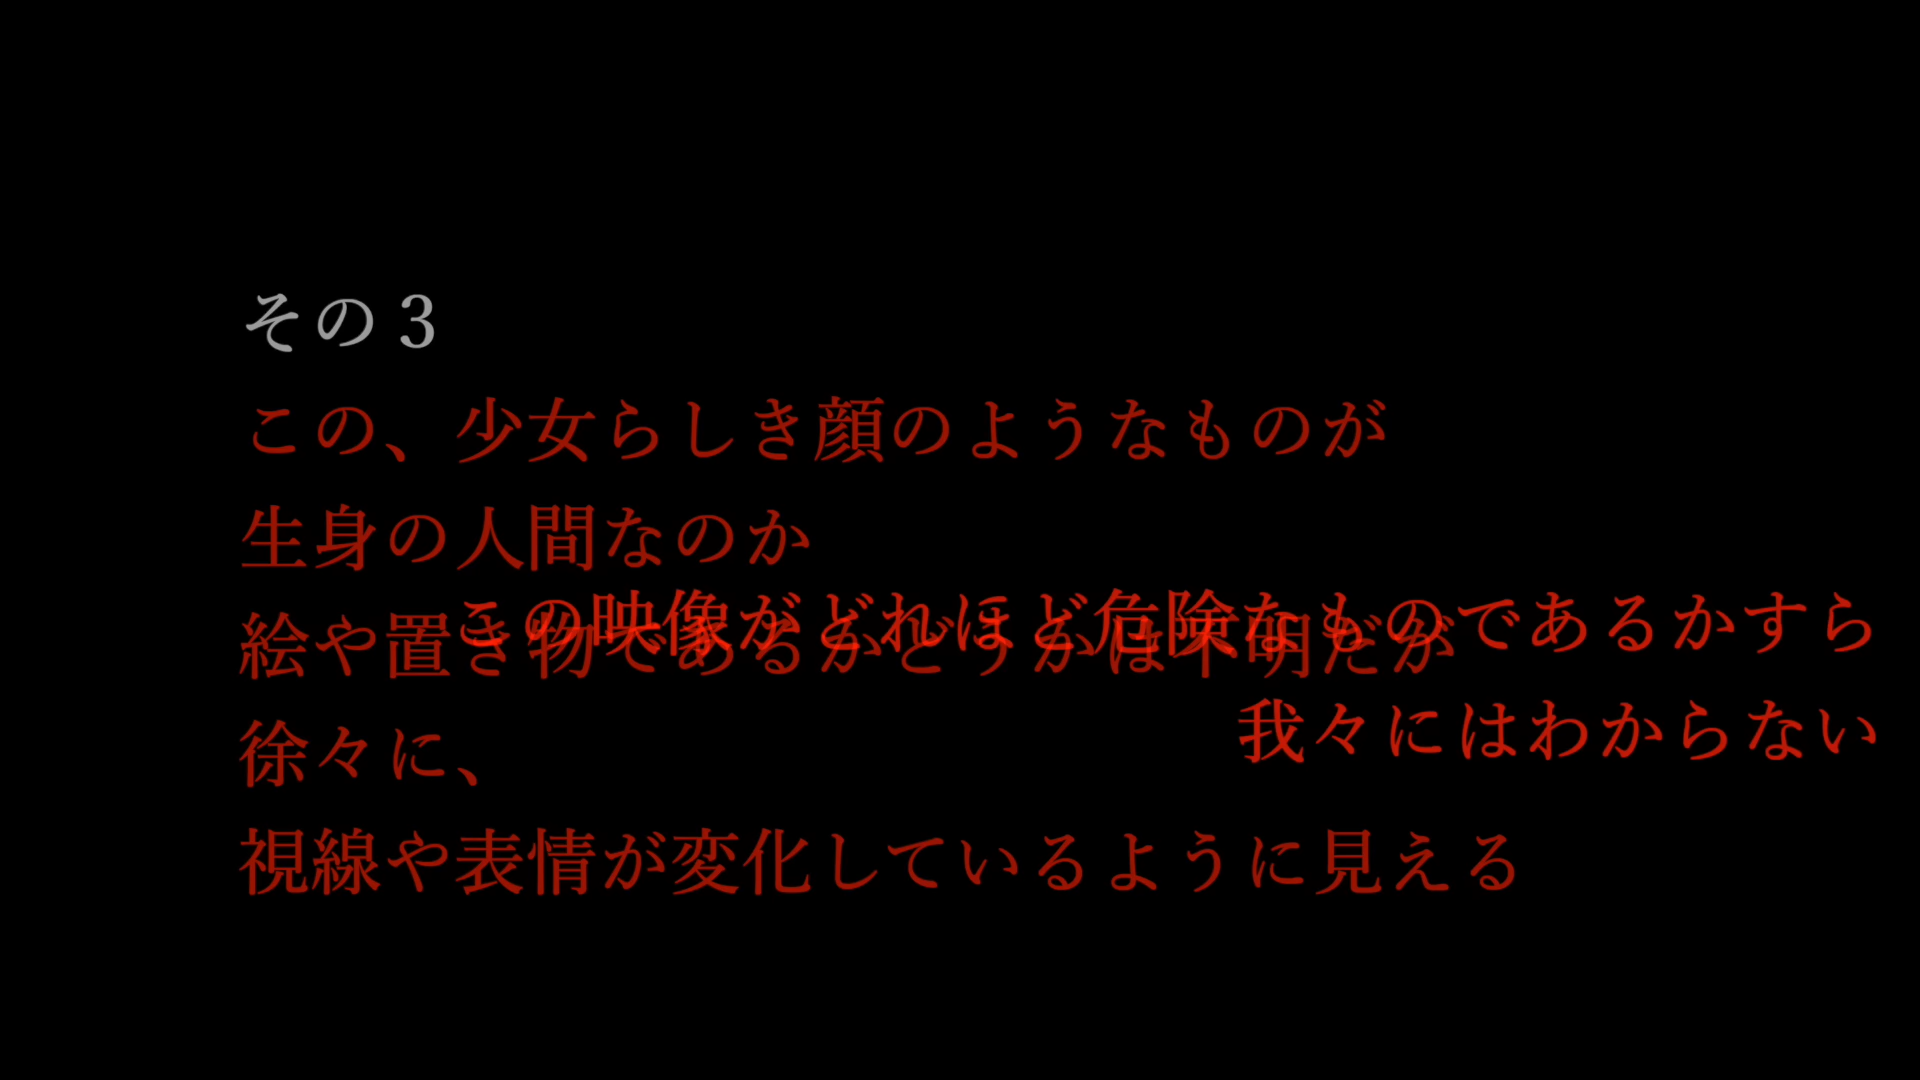 その３
この、少女らしき顔のようなものが
生身の人間なのか
絵や置き物であるかどうかは不明だが
徐々に、
視線や表情が変化しているように見える
この映像がどれほど危険なものであるかすら
我々にはわからない